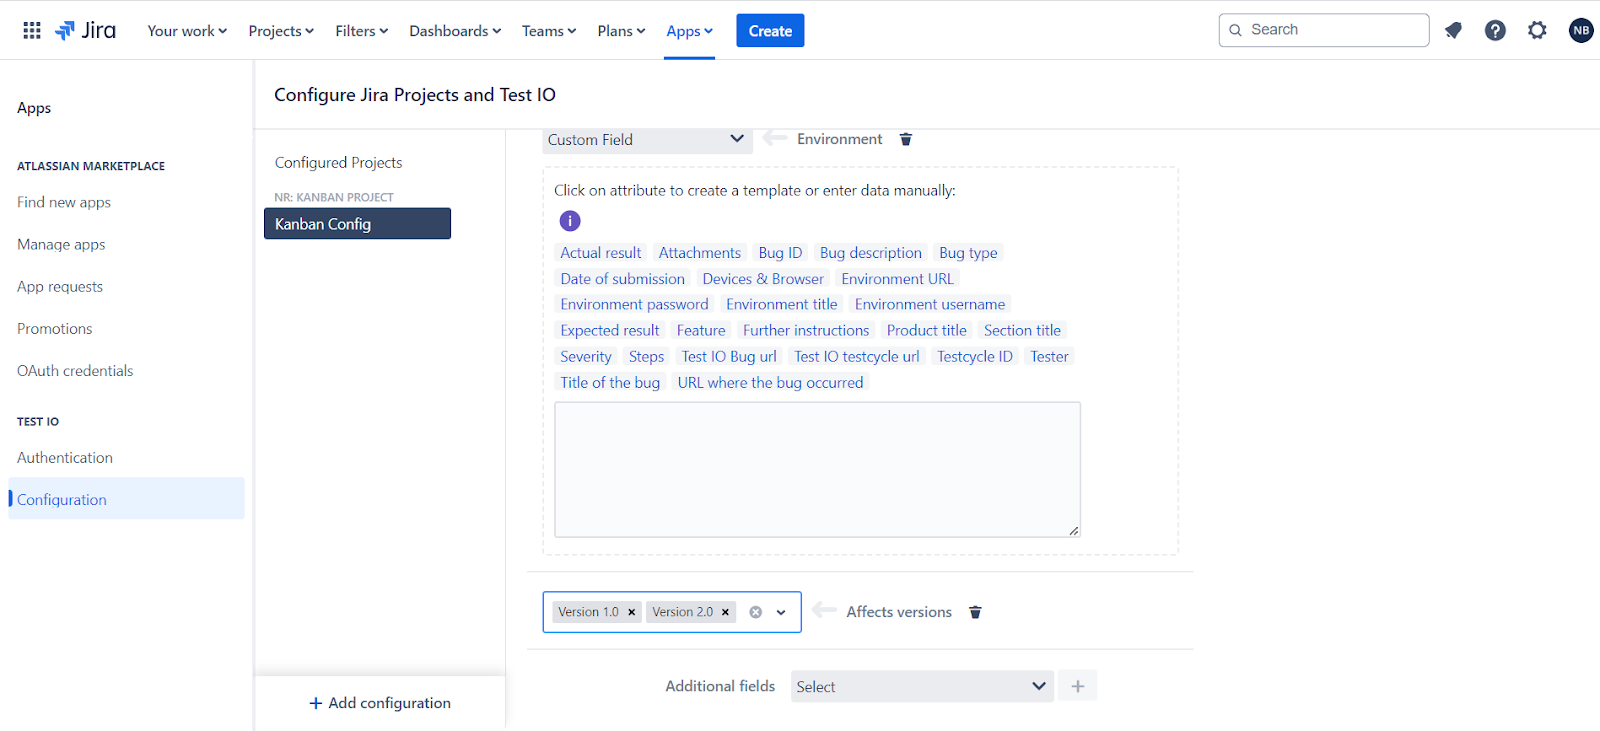 Jira Your work Projects Filters Dashboards Teams Plans Apps Create Search NB
Configure Jira Projects and Test IO
Apps
ATLASSIAN MARKETPLACE
Find new apps
Manage apps
App requests
Promotions
OAuth credentials
TEST IO
Authentication
Configuration
Configured Projects
NR: KANBAN PROJECT
Kanban Config
+ Add configuration
Custom Field Environment
Click on attribute to create a template or enter data manually:
i
Actual result Attachments Bug ID Bug description Bug type
Date of submission Devices & Browser Environment URL
Environment password Environment title Environment username
Expected result Feature Further instructions Product title Section title
Severity Steps Test IO Bug url Test IO testcycle url Testcycle ID Tester
Title of the bug URL where the bug occurred
Version 1.0 Version 2.0 Affects versions
Additional fields Select +